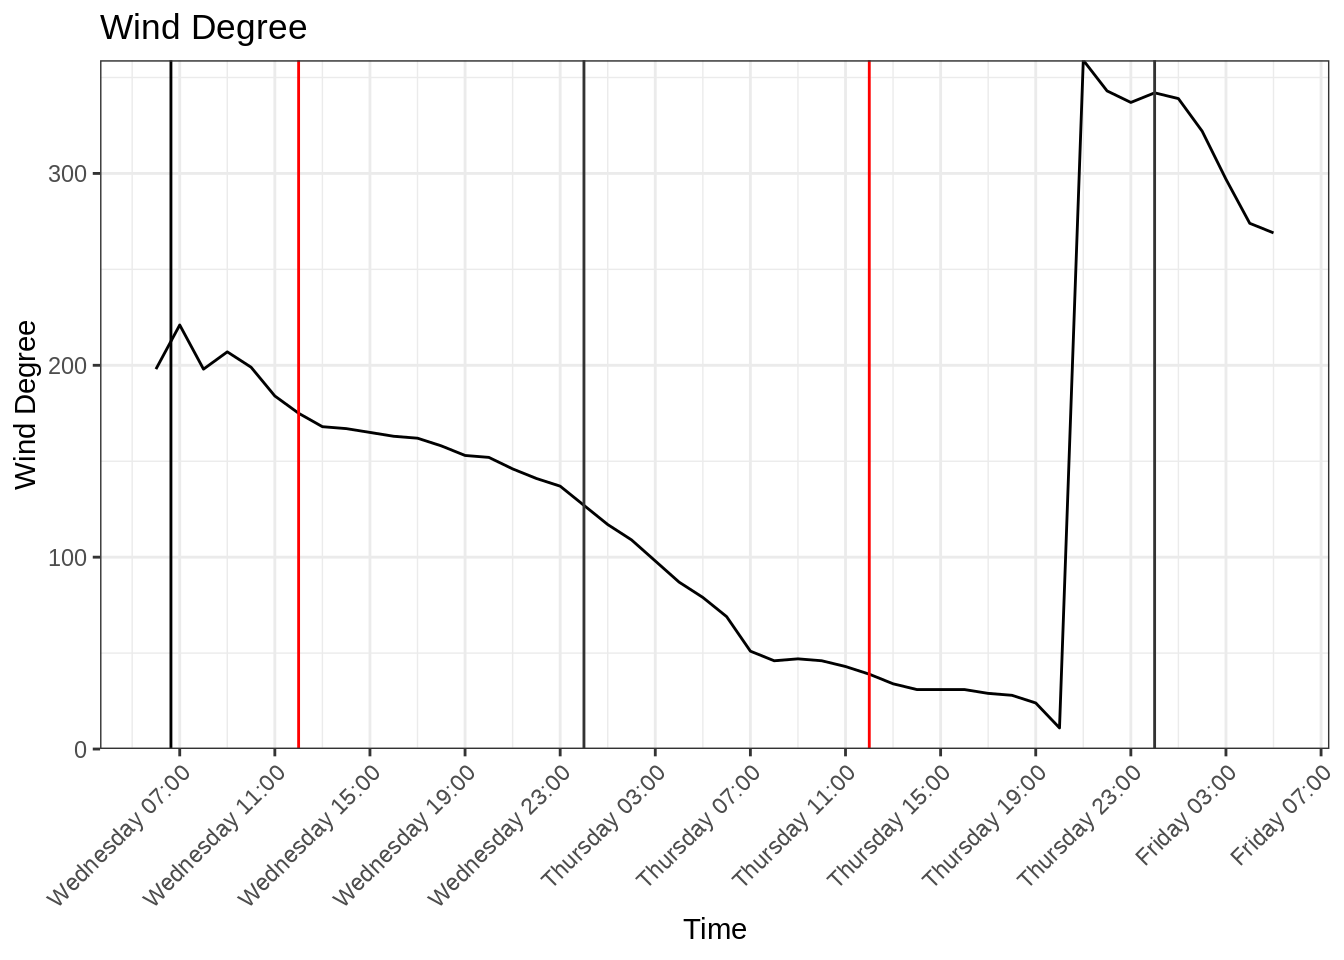 Wind Degree
Wind Degree
300
200
100
0
Wednesday 07:00
Wednesday 11:00
Wednesday 15:00
Wednesday 19:00
Wednesday 23:00
Thursday 03:00
Thursday 07:00
Thursday 11:00
Thursday 15:00
Thursday 19:00
Thursday 23:00
Friday 03:00
Friday 07:00
Time